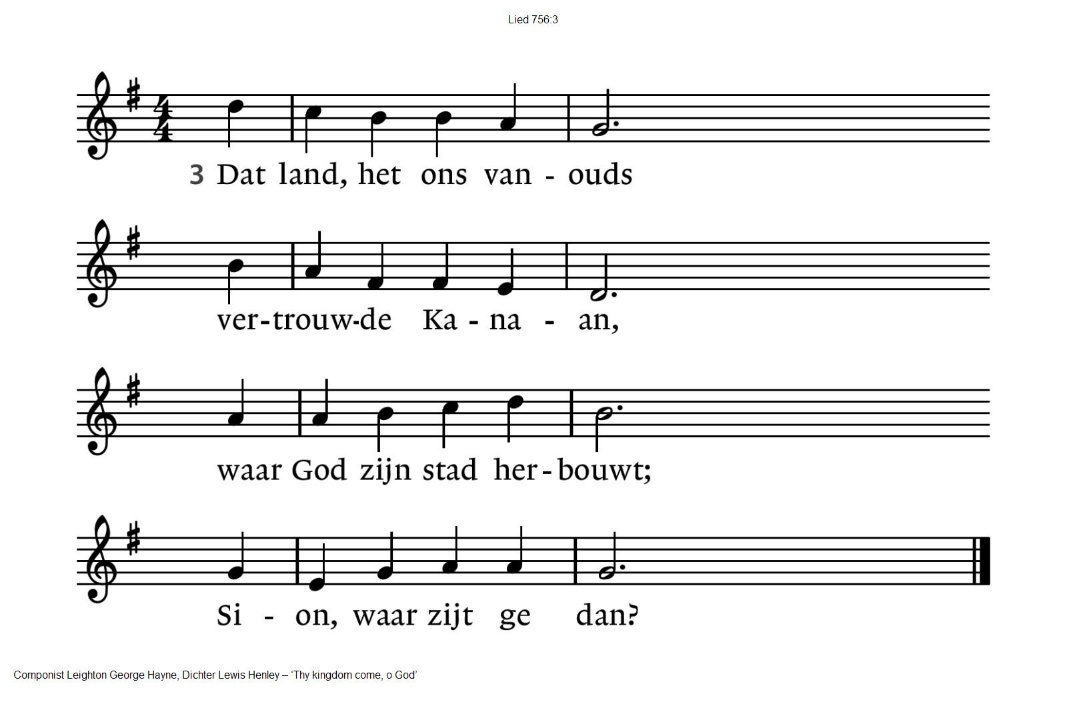 Lied 756:3
4
4
3 Dat land, het ons van - ouds
ver-trouw-de Ka - na - an,
waar God zijn stad her-bouwt;
Si - on, waar zijt ge dan?
Componist Leighton George Hayne, Dichter Lewis Henley – ‘Thy kingdom come, o God’